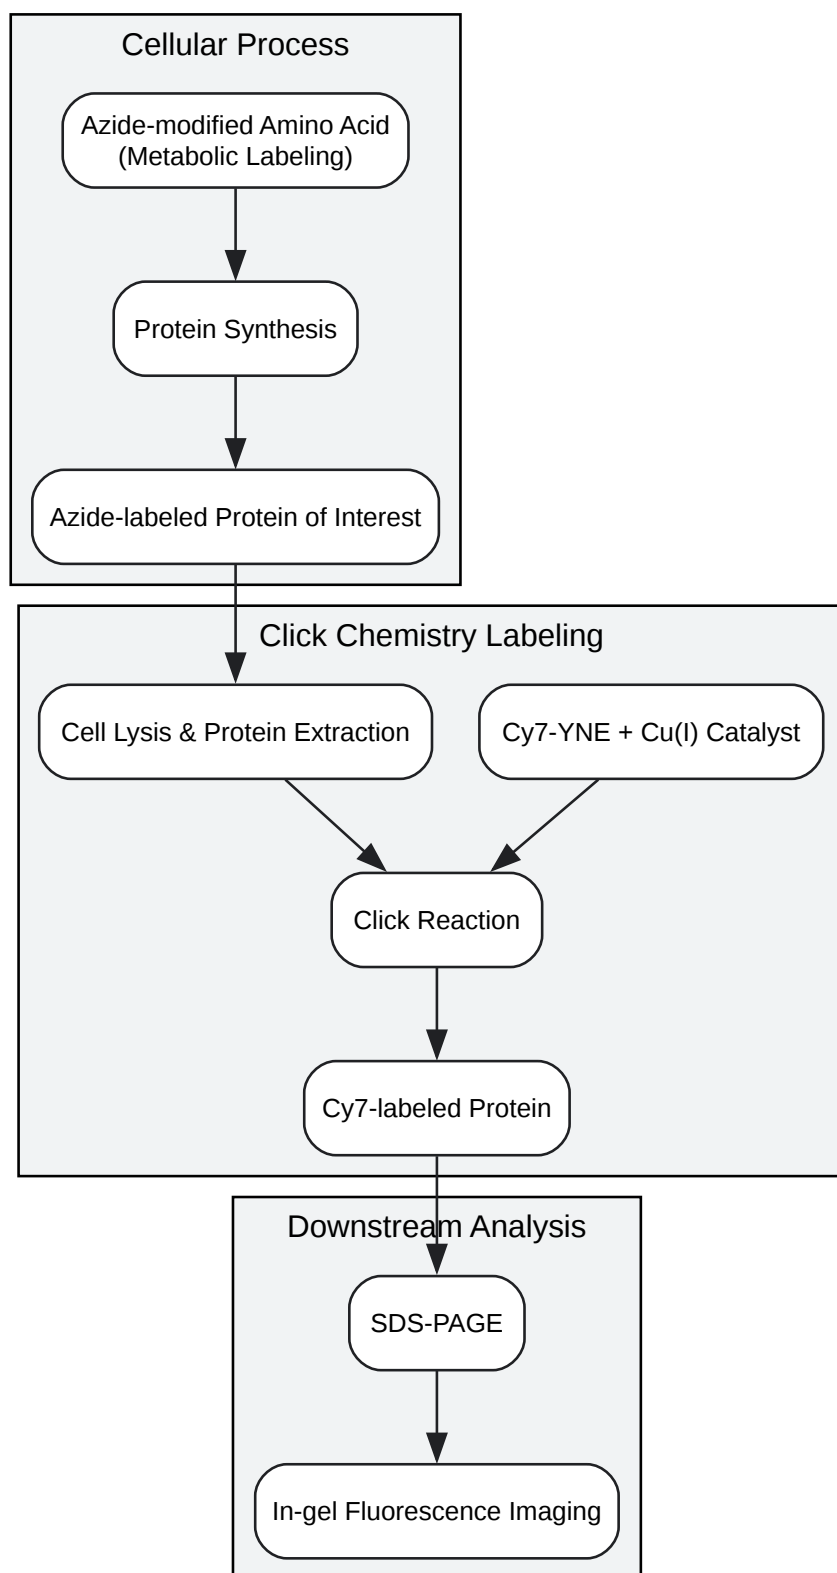 Cellular Process
Azide-modified Amino Acid
(Metabolic Labeling)
Protein Synthesis
Azide-labeled Protein of Interest
Click Chemistry Labeling
Cell Lysis & Protein Extraction
Cy7-YNE + Cu(I) Catalyst
Click Reaction
Cy7-labeled Protein
Downstream Analysis
SDS-PAGE
In-gel Fluorescence Imaging